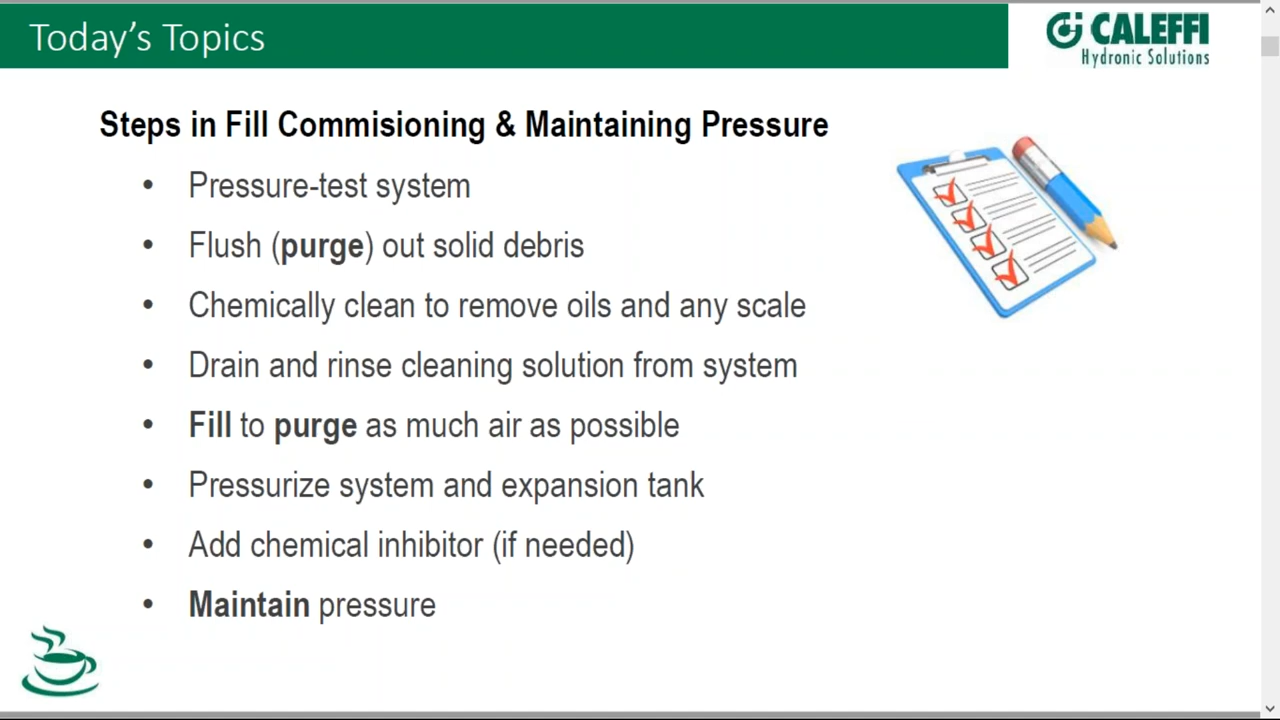 Today's Topics
CALEFFI
Hydronic Solutions
Steps in Fill Commisioning & Maintaining Pressure
• Pressure-test system
• Flush (purge) out solid debris
• Chemically clean to remove oils and any scale
• Drain and rinse cleaning solution from system
• Fill to purge as much air as possible
• Pressurize system and expansion tank
• Add chemical inhibitor (if needed)
• Maintain pressure